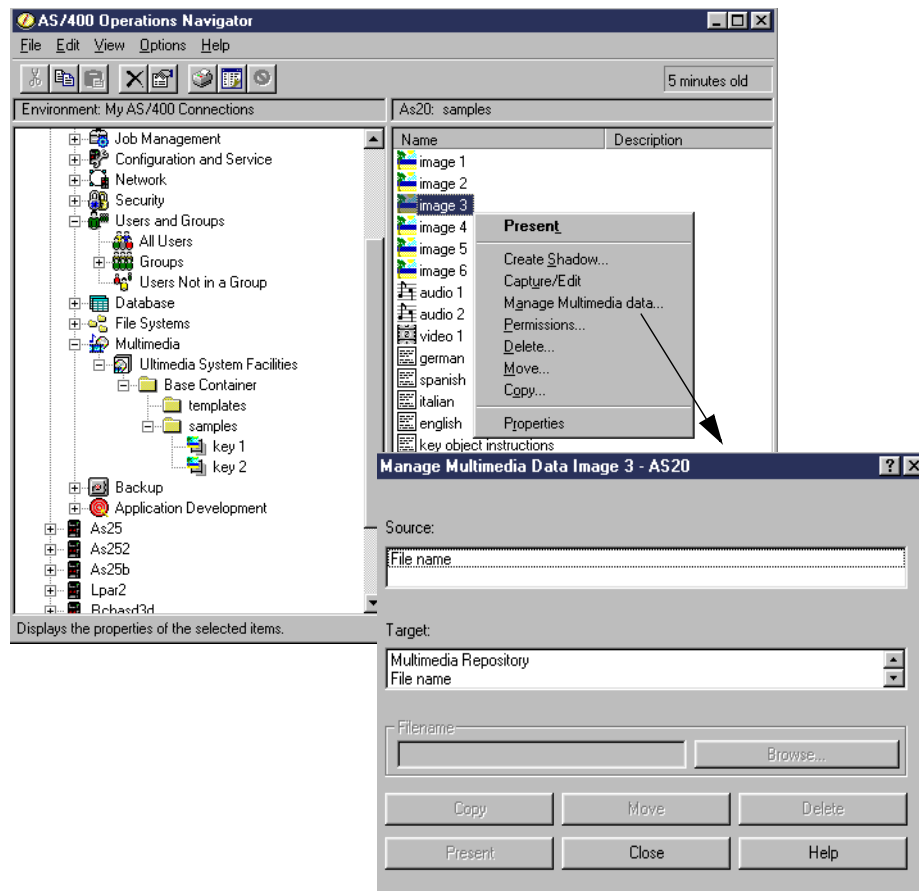 AS/400 Operations Navigator
File Edit View Options Help
5 minutes old
Environment: My AS/400 Connections
As20: samples
Job Management
Configuration and Service
Network
Security
Users and Groups
All Users
Groups
Users Not in a Group
Database
File Systems
Multimedia
Ultimedia System Facilities
Base Container
templates
samples
key 1
key 2
Backup
Application Development
As25
As252
As25b
Lpar2
Rchasd3d
Name Description
image 1
image 2
image 3
image 4
image 5
image 6
audio 1
audio 2
video 1
german
spanish
italian
english
key object instructions
Present
Create Shadow...
Capture/Edit
Manage Multimedia data...
Permissions...
Delete...
Move...
Copy...
Properties
Displays the properties of the selected items.
Manage Multimedia Data Image 3 - AS20
Source:
File name
Target:
Multimedia Repository
File name
Filename
Browse...
Copy Move Delete
Present Close Help